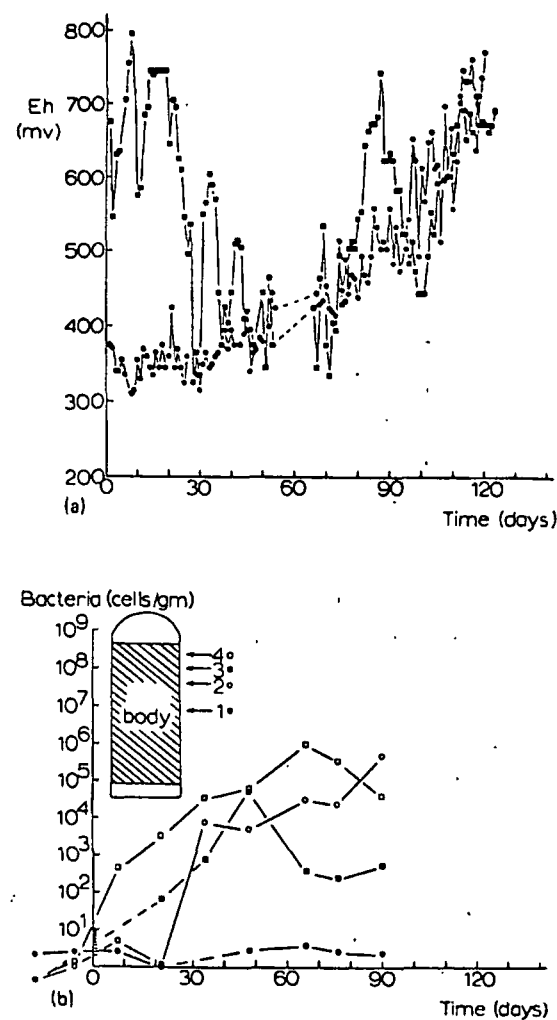 800
Eh 700
(mv)
600
500
400
300
200
0 30 60 90 120
(a)
Time (days)
Bacteria (cells/gm)
10⁹
10⁸
10⁷
10⁶
10⁵
10⁴
10³
10²
10¹
4
3
2
1
body
0 30 60 90 120
(b)
Time (days)